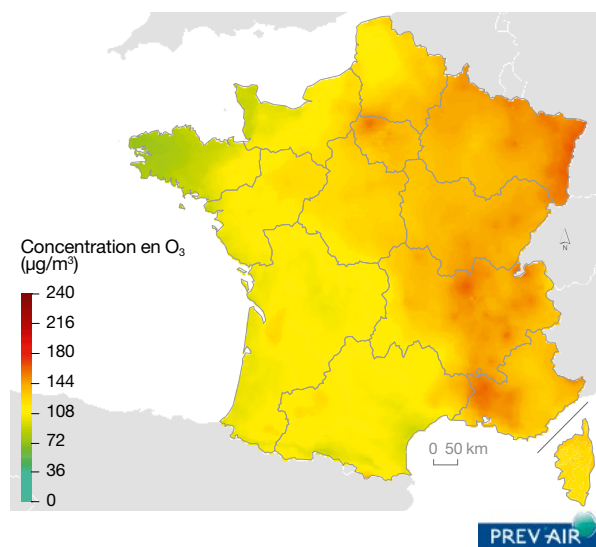 Concentration en O₃
(µg/m³)
240
216
180
144
108
72
36
0
N
0 50 km
PREV'AIR